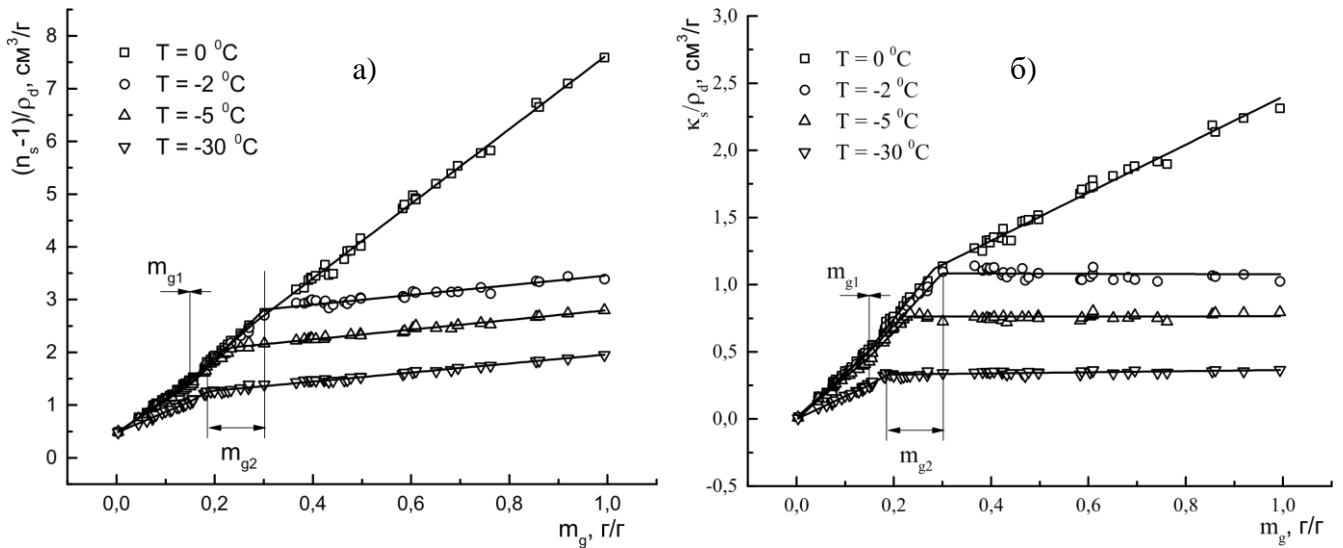 (nₛ-1)/ρ_d, см³/г
8
7
6
5
4
3
2
1
0
T = 0 ⁰C
T = -2 ⁰C
T = -5 ⁰C
T = -30 ⁰C
а)
m_g1
m_g2
0,0 0,2 0,4 0,6 0,8 1,0
m_g, г/г
κₛ/ρ_d, см³/г
3,0
2,5
2,0
1,5
1,0
0,5
0,0
-0,5
T = 0 ⁰C
T = -2 ⁰C
T = -5 ⁰C
T = -30 ⁰C
б)
m_g1
m_g2
0,0 0,2 0,4 0,6 0,8 1,0
m_g, г/г